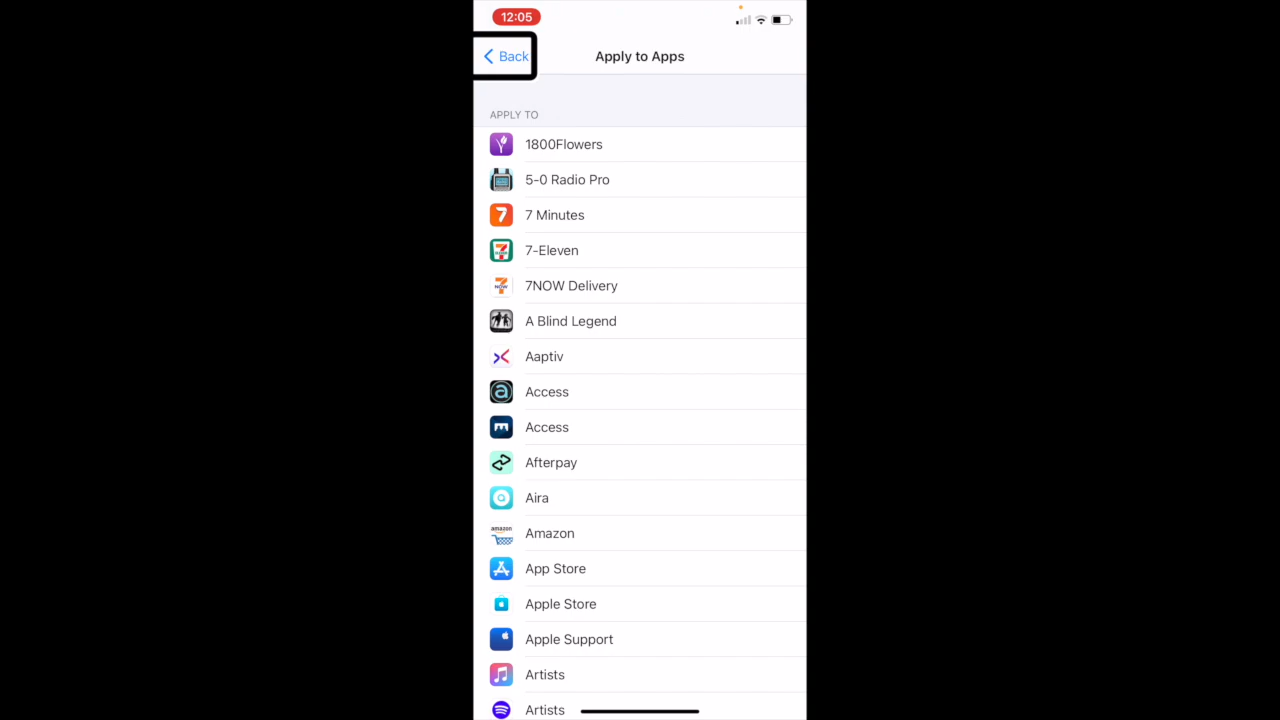 12:05
Back
Apply to Apps
APPLY TO
1800Flowers
5-0 Radio Pro
7 Minutes
7-Eleven
7NOW Delivery
A Blind Legend
Aaptiv
Access
Access
Afterpay
Aira
amazon
Amazon
App Store
Apple Store
Apple Support
Artists
Artists